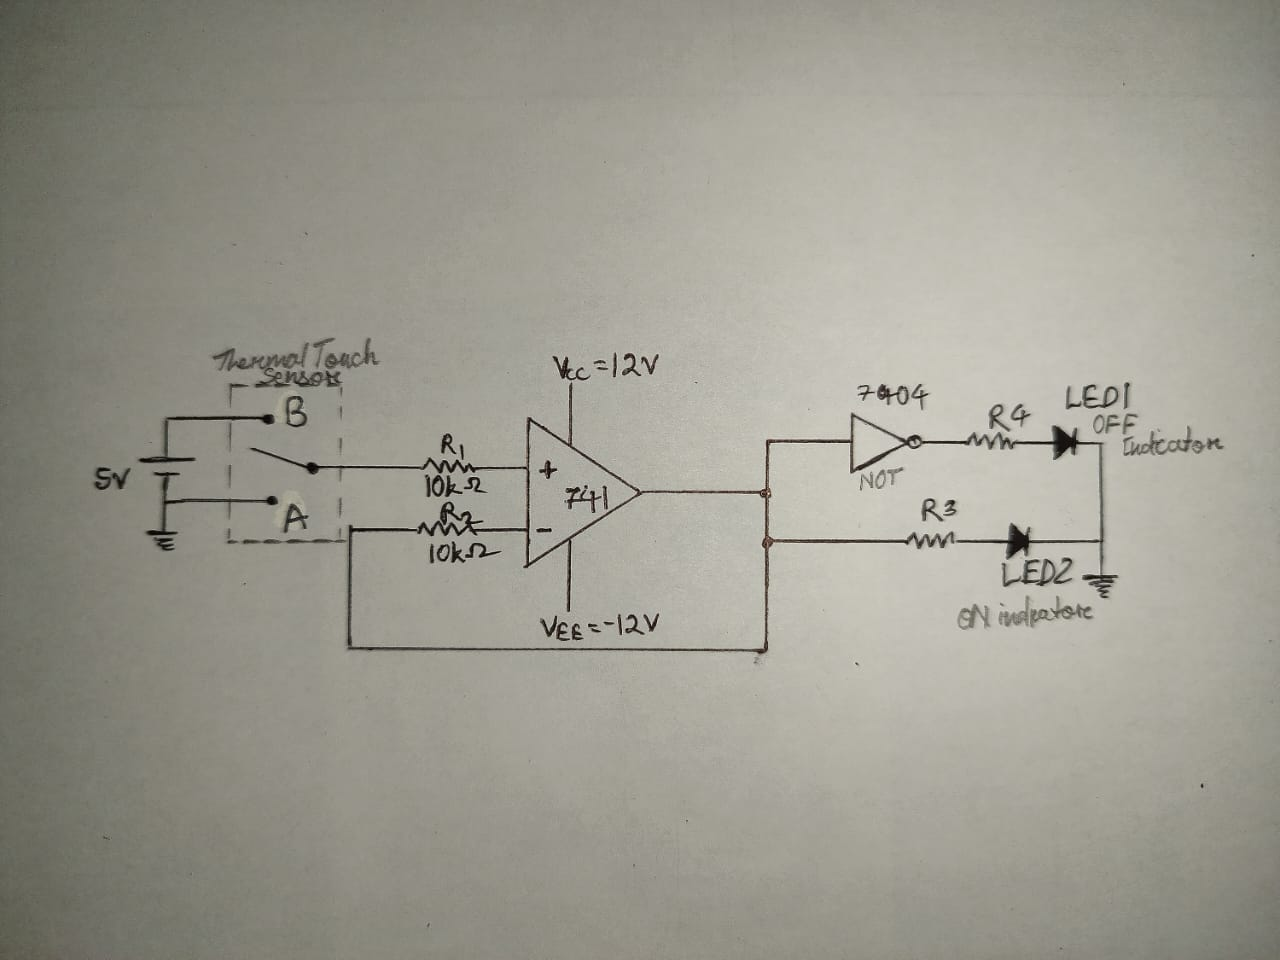 Thermal Touch
Sensors
B
5V
A
R1
10kΩ
R2
10kΩ
Vcc = 12V
+
741
-
VEE = -12V
7404
NOT
R4
LED1
OFF
Indicator
R3
LED2
ON indicator